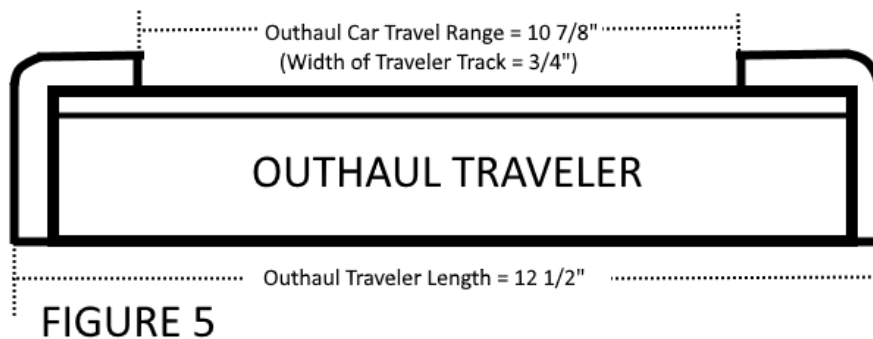 Outhaul Car Travel Range = 10 7/8"
(Width of Traveler Track = 3/4")
OUTHAUL TRAVELER
Outhaul Traveler Length = 12 1/2"
FIGURE 5